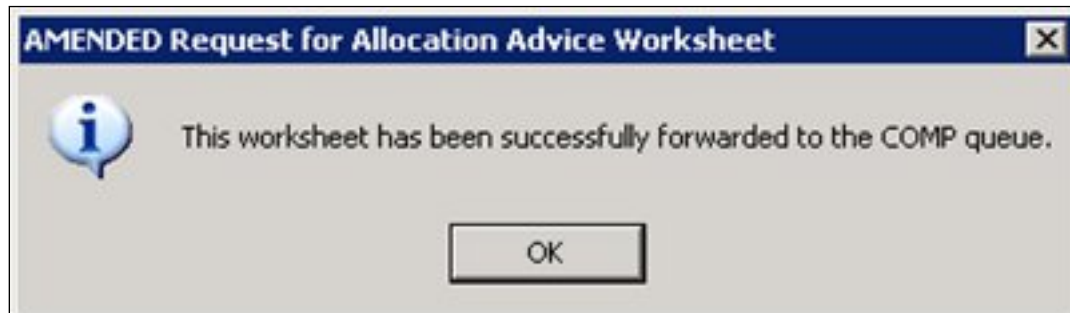 AMENDED Request for Allocation Advice Worksheet
This worksheet has been successfully forwarded to the COMP queue.
OK